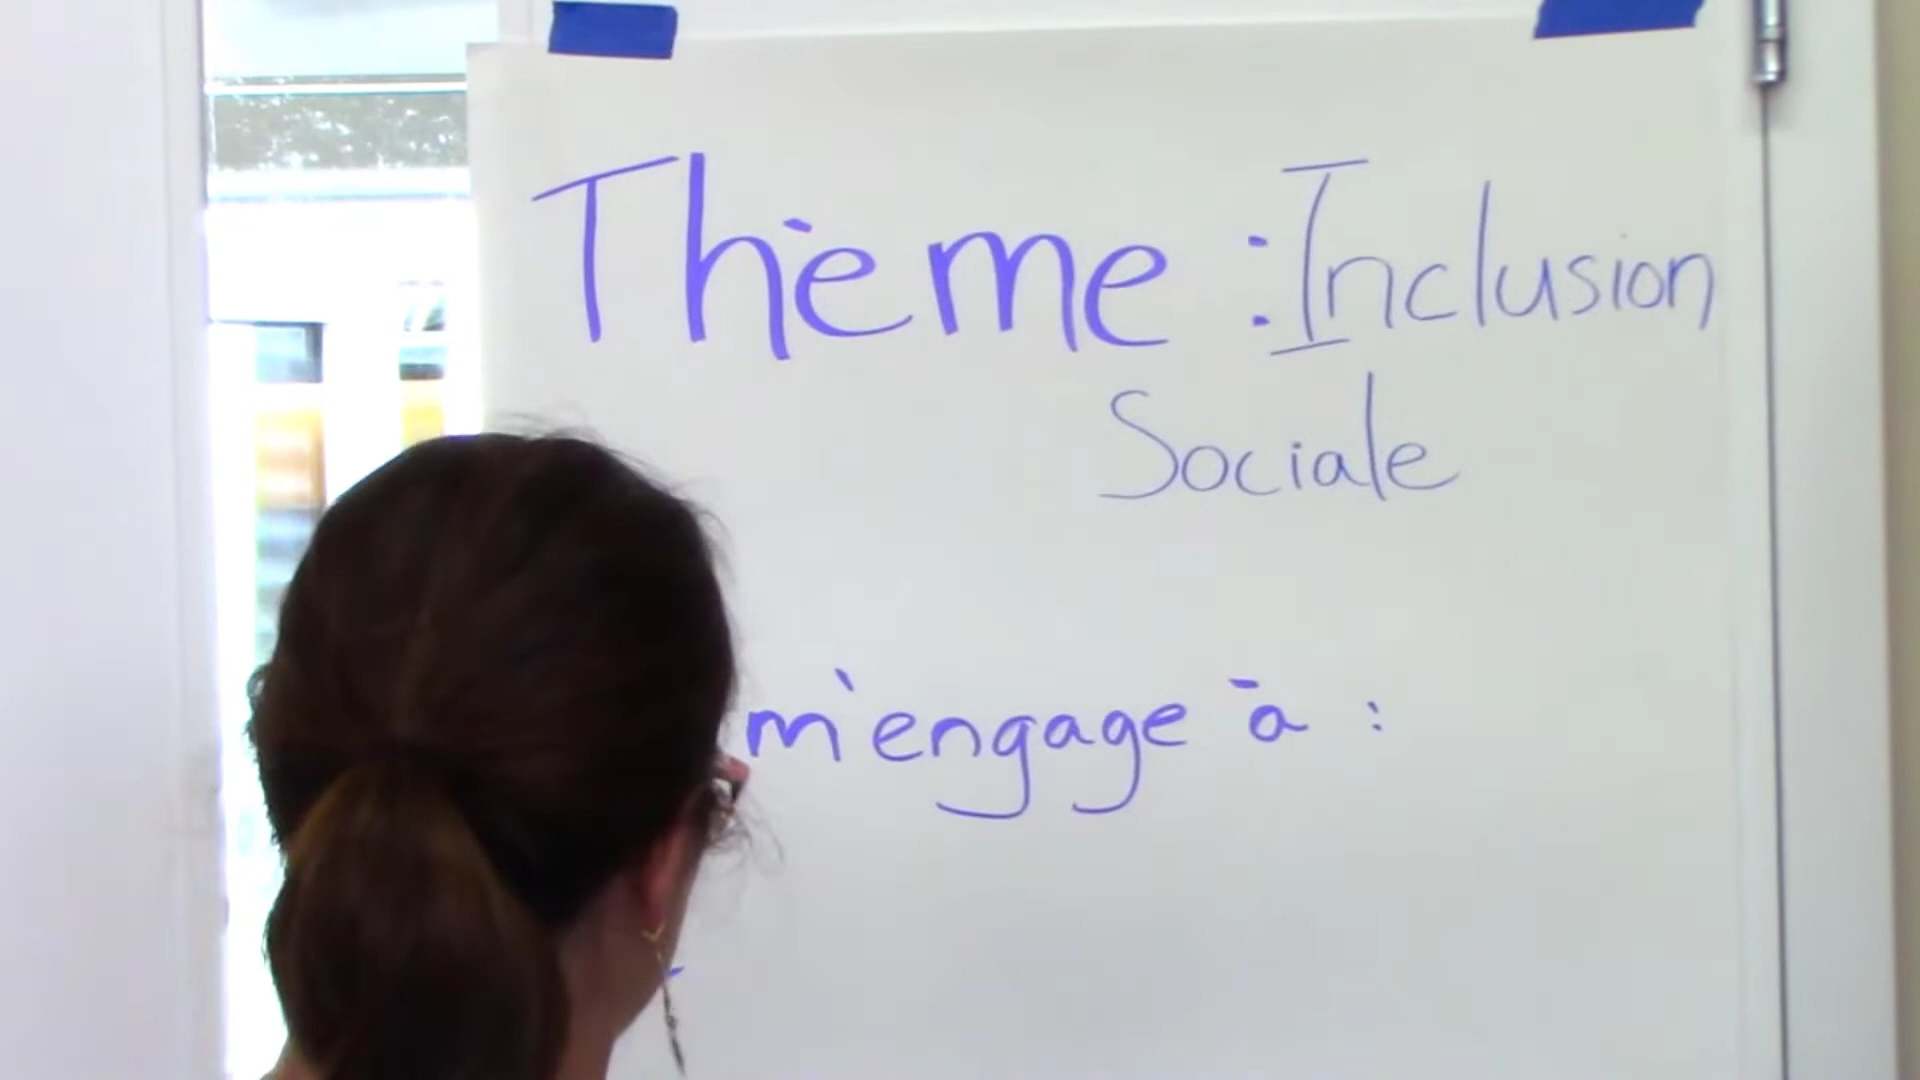 Thème : Inclusion
Sociale
m'engage à :